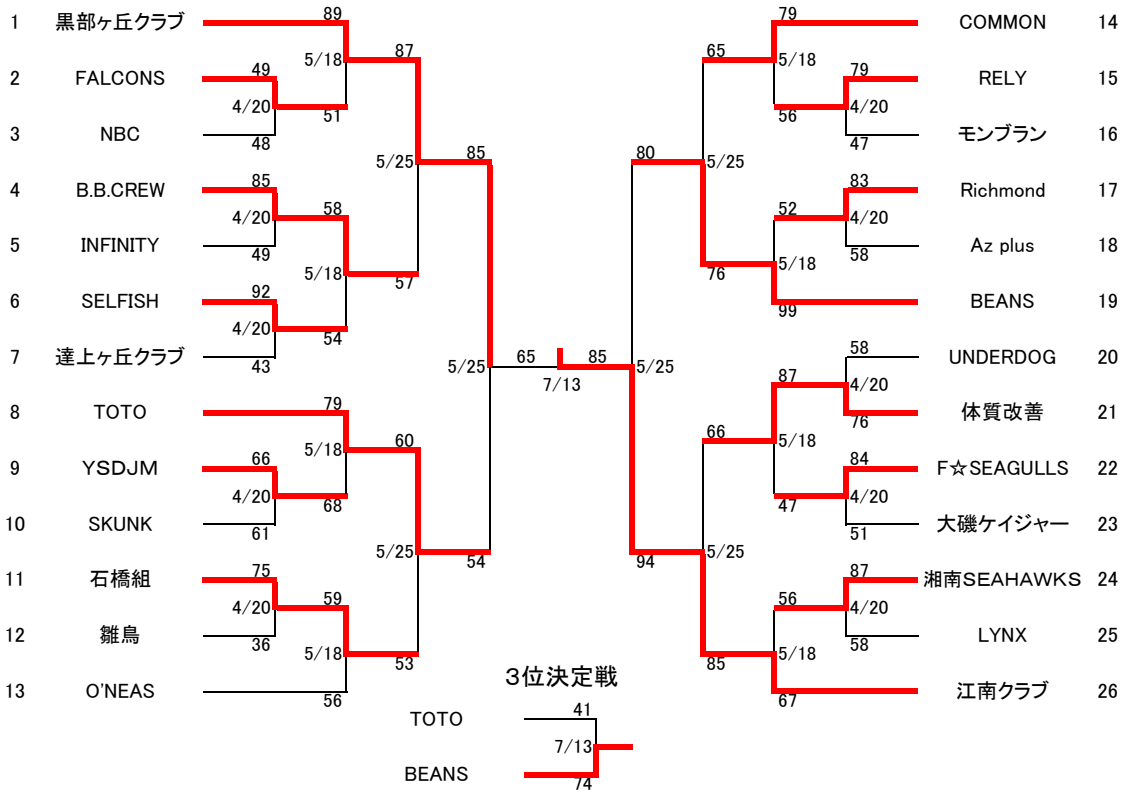 89
79
1 黒部ヶ丘クラブ
COMMON 14
5/18
87
65
5/18
49
79
2 FALCONS
RELY 15
4/20
51
56
4/20
3 NBC
モンブラン 16
48
47
5/25
85
80
5/25
85
83
4 B.B.CREW
Richmond 17
4/20
58
52
4/20
5 INFINITY
Az plus 18
49
58
5/18
57
76
5/18
92
6 SELFISH
BEANS 19
99
4/20
54
7 達上ヶ丘クラブ
43
58
UNDERDOG 20
5/25
65
85
5/25
7/13
87
4/20
79
8 TOTO
体質改善 21
76
5/18
60
66
5/18
66
84
9 YSDJM
F☆SEAGULLS 22
4/20
68
47
4/20
10 SKUNK
大磯ケイジャー 23
61
51
5/25
54
94
5/25
75
87
11 石橋組
湘南SEAHAWKS 24
4/20
59
56
4/20
12 雛鳥
LYNX 25
36
58
5/18
53
85
5/18
13 O'NEAS
江南クラブ 26
56
67
3位決定戦
41
TOTO
7/13
BEANS
74